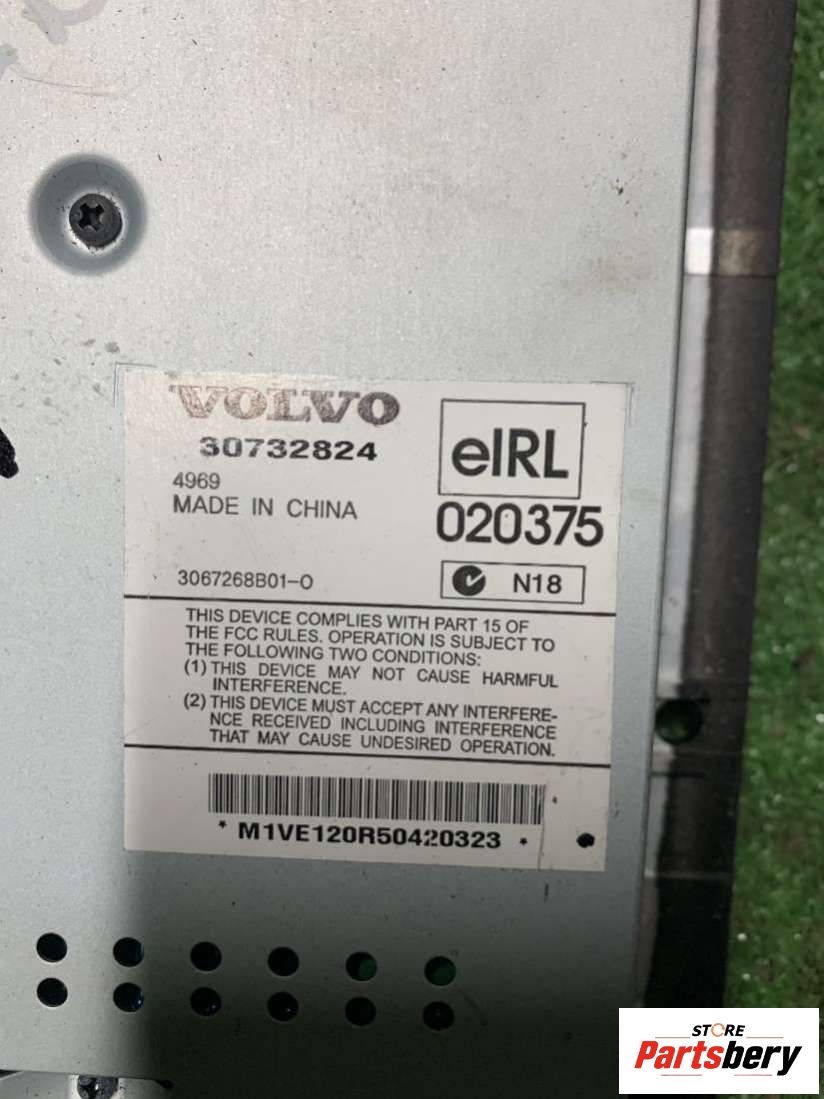 VOLVO
30732824
4969
MADE IN CHINA
eIRL
020375
3067268B01-O
N18
THIS DEVICE COMPLIES WITH PART 15 OF
THE FCC RULES. OPERATION IS SUBJECT TO
THE FOLLOWING TWO CONDITIONS:
(1) THIS DEVICE MAY NOT CAUSE HARMFUL
INTERFERENCE.
(2) THIS DEVICE MUST ACCEPT ANY INTERFERE-
NCE RECEIVED INCLUDING INTERFERENCE
THAT MAY CAUSE UNDESIRED OPERATION.
4
* M1VE120R50420323 *
STORE
Partsbery